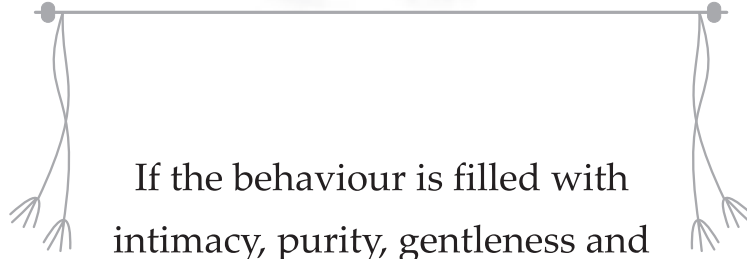 If the behaviour is filled with
intimacy, purity, gentleness and